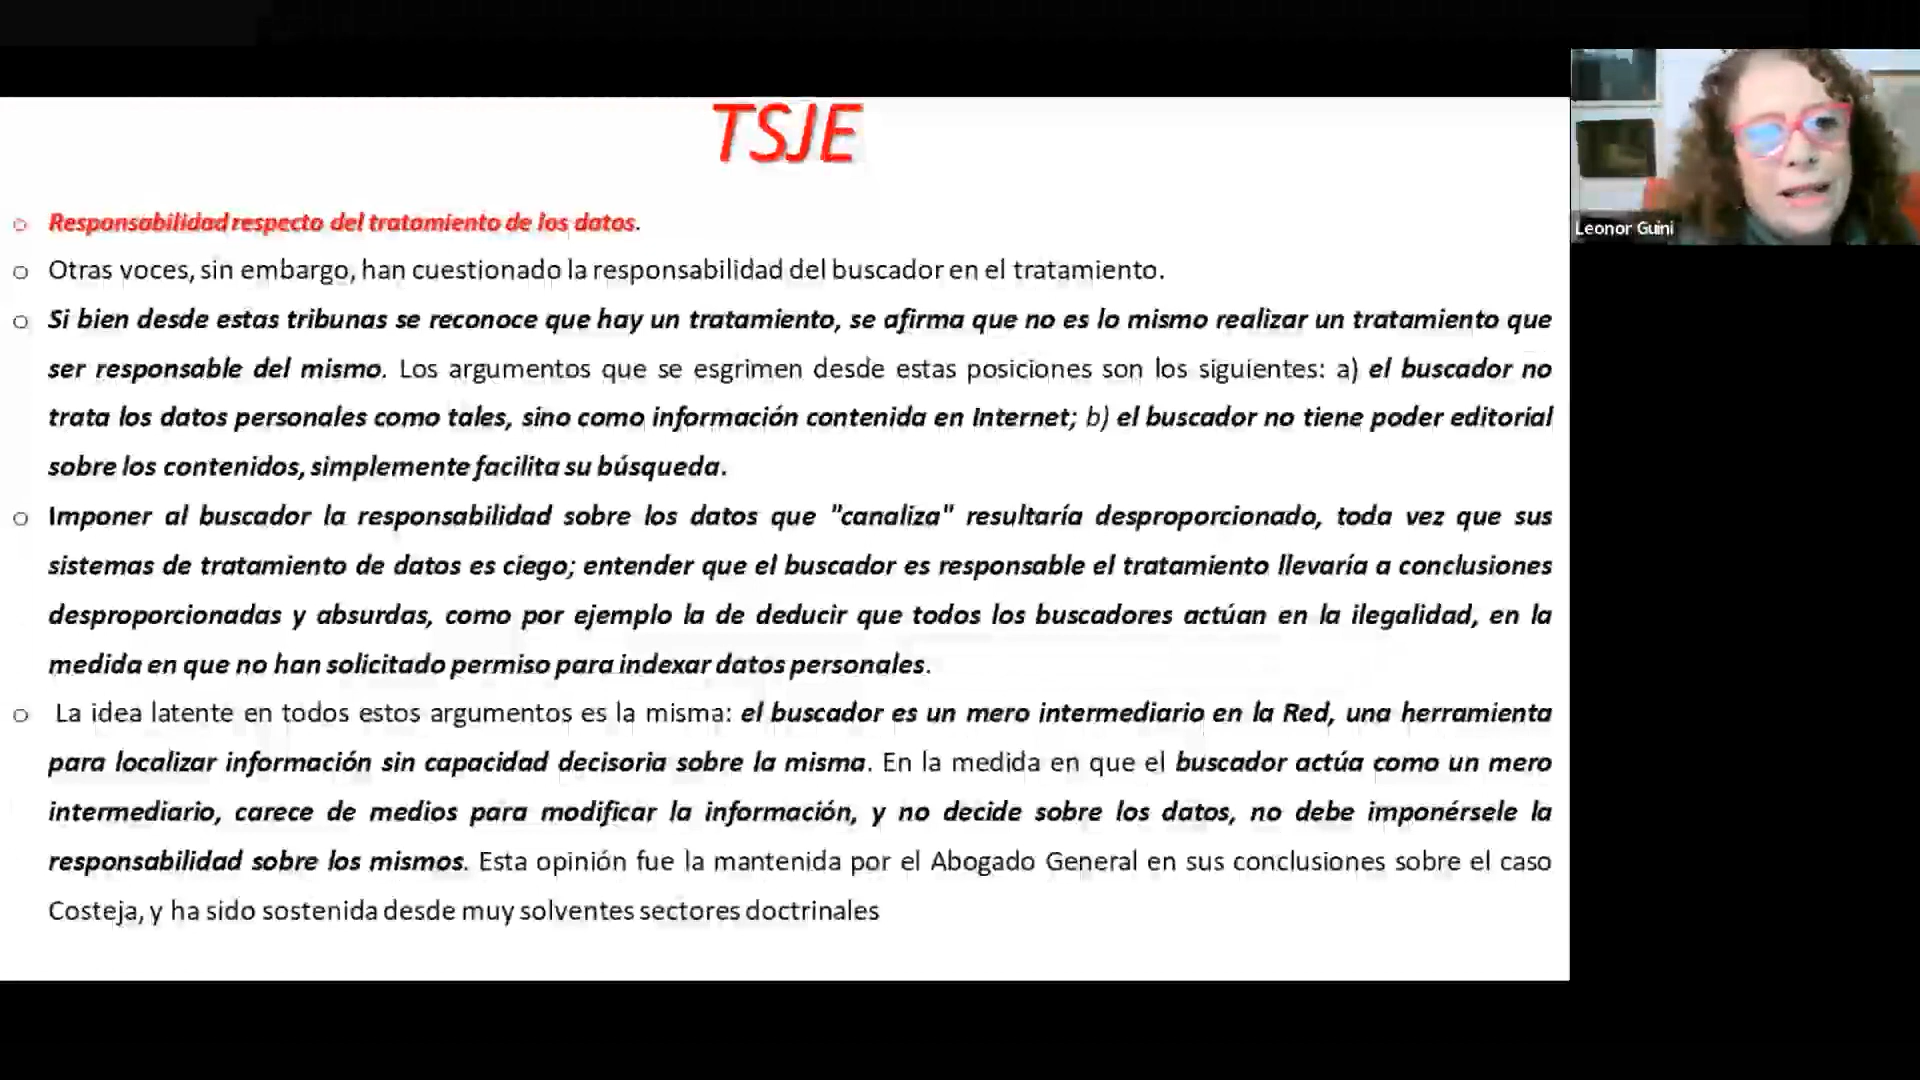 TSJE
Leonor Guini
○ Responsabilidad respecto del tratamiento de los datos.
○ Otras voces, sin embargo, han cuestionado la responsabilidad del buscador en el tratamiento.
○ Si bien desde estas tribunas se reconoce que hay un tratamiento, se afirma que no es lo mismo realizar un tratamiento que
ser responsable del mismo. Los argumentos que se esgrimen desde estas posiciones son los siguientes: a) el buscador no
trata los datos personales como tales, sino como información contenida en Internet; b) el buscador no tiene poder editorial
sobre los contenidos, simplemente facilita su búsqueda.
○ Imponer al buscador la responsabilidad sobre los datos que "canaliza" resultaría desproporcionado, toda vez que sus
sistemas de tratamiento de datos es ciego; entender que el buscador es responsable el tratamiento llevaría a conclusiones
desproporcionadas y absurdas, como por ejemplo la de deducir que todos los buscadores actúan en la ilegalidad, en la
medida en que no han solicitado permiso para indexar datos personales.
○ La idea latente en todos estos argumentos es la misma: el buscador es un mero intermediario en la Red, una herramienta
para localizar información sin capacidad decisoria sobre la misma. En la medida en que el buscador actúa como un mero
intermediario, carece de medios para modificar la información, y no decide sobre los datos, no debe imponérsele la
responsabilidad sobre los mismos. Esta opinión fue la mantenida por el Abogado General en sus conclusiones sobre el caso
Costeja, y ha sido sostenida desde muy solventes sectores doctrinales